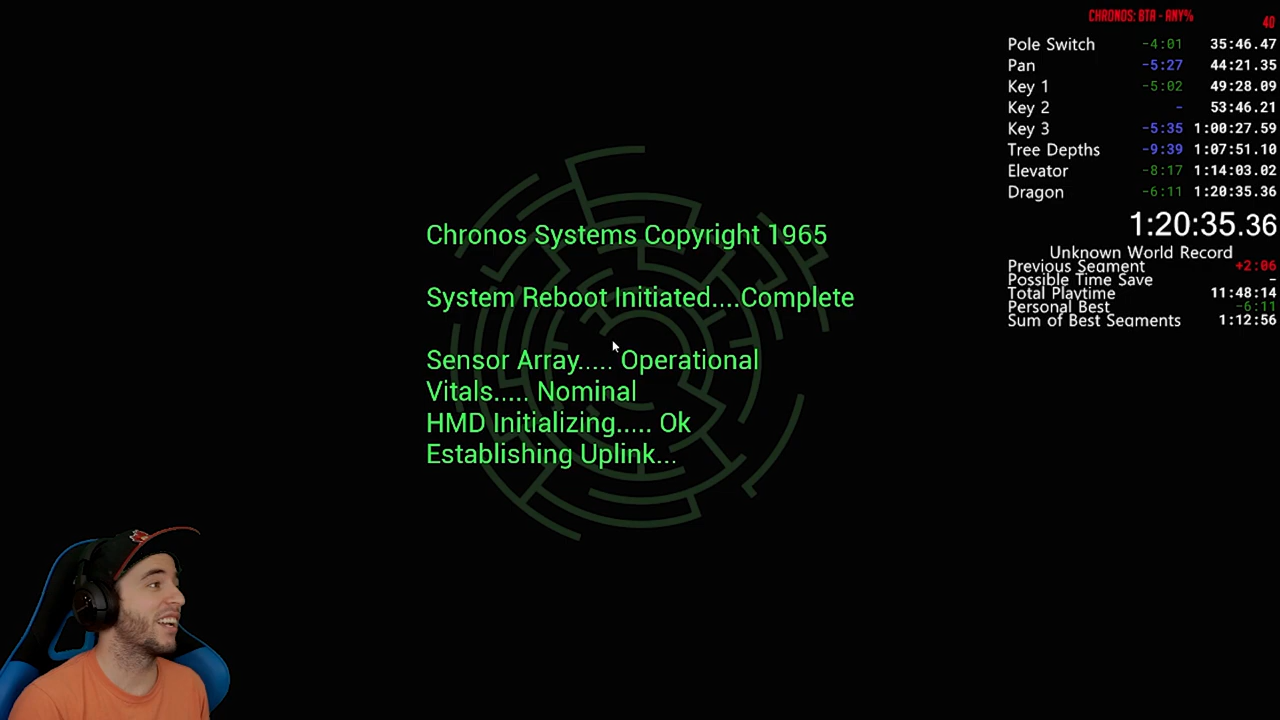 CHRONOS: BTA - ANY%
40
Pole Switch -4:01 35:46.47
Pan -5:27 44:21.35
Key 1 -5:02 49:28.09
Key 2 - 53:46.21
Key 3 -5:35 1:00:27.59
Tree Depths -9:39 1:07:51.10
Elevator -8:17 1:14:03.02
Dragon -6:11 1:20:35.36
1:20:35.36
Unknown World Record
Previous Segment +2:06
Possible Time Save
Total Playtime 11:48:14
Personal Best -6:11
Sum of Best Segments 1:12:56
Chronos Systems Copyright 1965
System Reboot Initiated....Complete
Sensor Array..... Operational
Vitals..... Nominal
HMD Initializing..... Ok
Establishing Uplink...